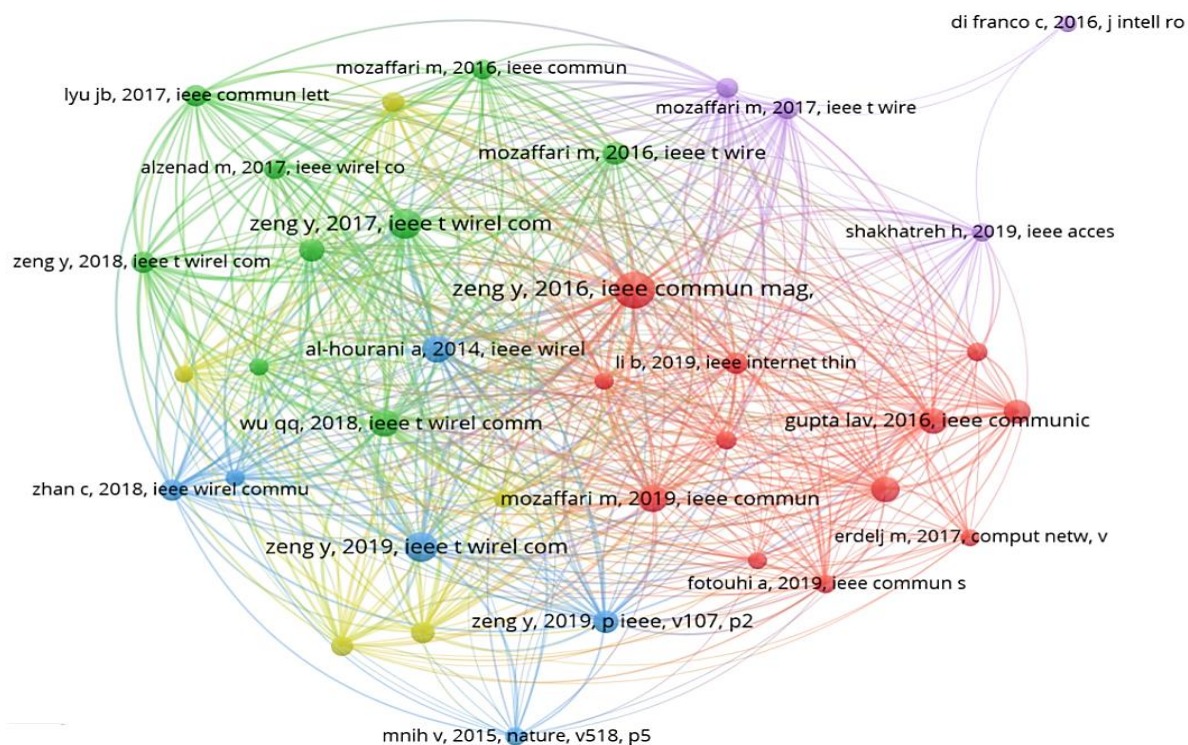 di franco c, 2016, j intell ro
mozaffari m, 2016, ieee commun
lyu jb, 2017, ieee commun lett
mozaffari m, 2017, ieee t wire
mozaffari m, 2016, ieee t wire
alzenad m, 2017, ieee wirel co
zeng y, 2017, ieee t wirel com
shakhatreh h, 2019, ieee acces
zeng y, 2018, ieee t wirel com
zeng y, 2016, ieee commun mag,
al-hourani a, 2014, ieee wirel
li b, 2019, ieee internet thin
wu qq, 2018, ieee t wirel comm
gupta lav, 2016, ieee communic
zhan c, 2018, ieee wirel commu
mozaffari m, 2019, ieee commun
erdelj m, 2017, comput netw, v
zeng y, 2019, ieee t wirel com
fotouhi a, 2019, ieee commun s
zeng y, 2019, p ieee, v107, p2
mnih v, 2015, nature, v518, p5